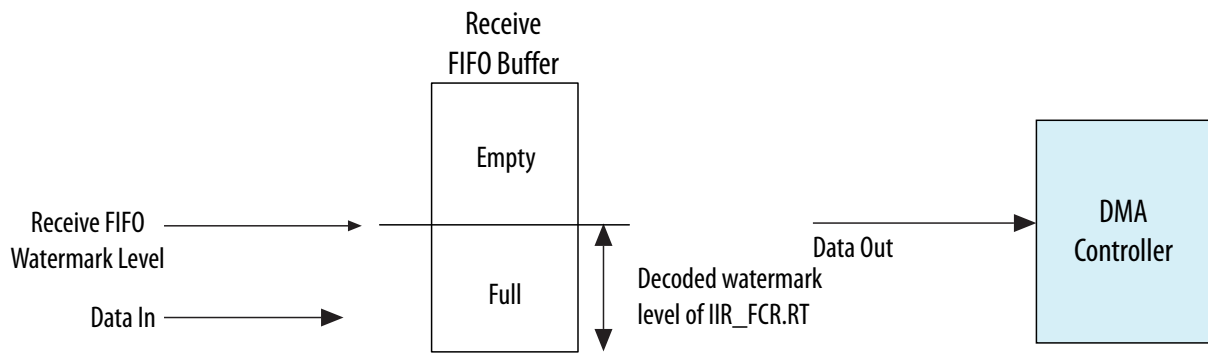 Receive
FIFO Buffer
Empty
Receive FIFO
Watermark Level
Data In
Full
Decoded watermark
level of IIR_FCR.RT
Data Out
DMA
Controller